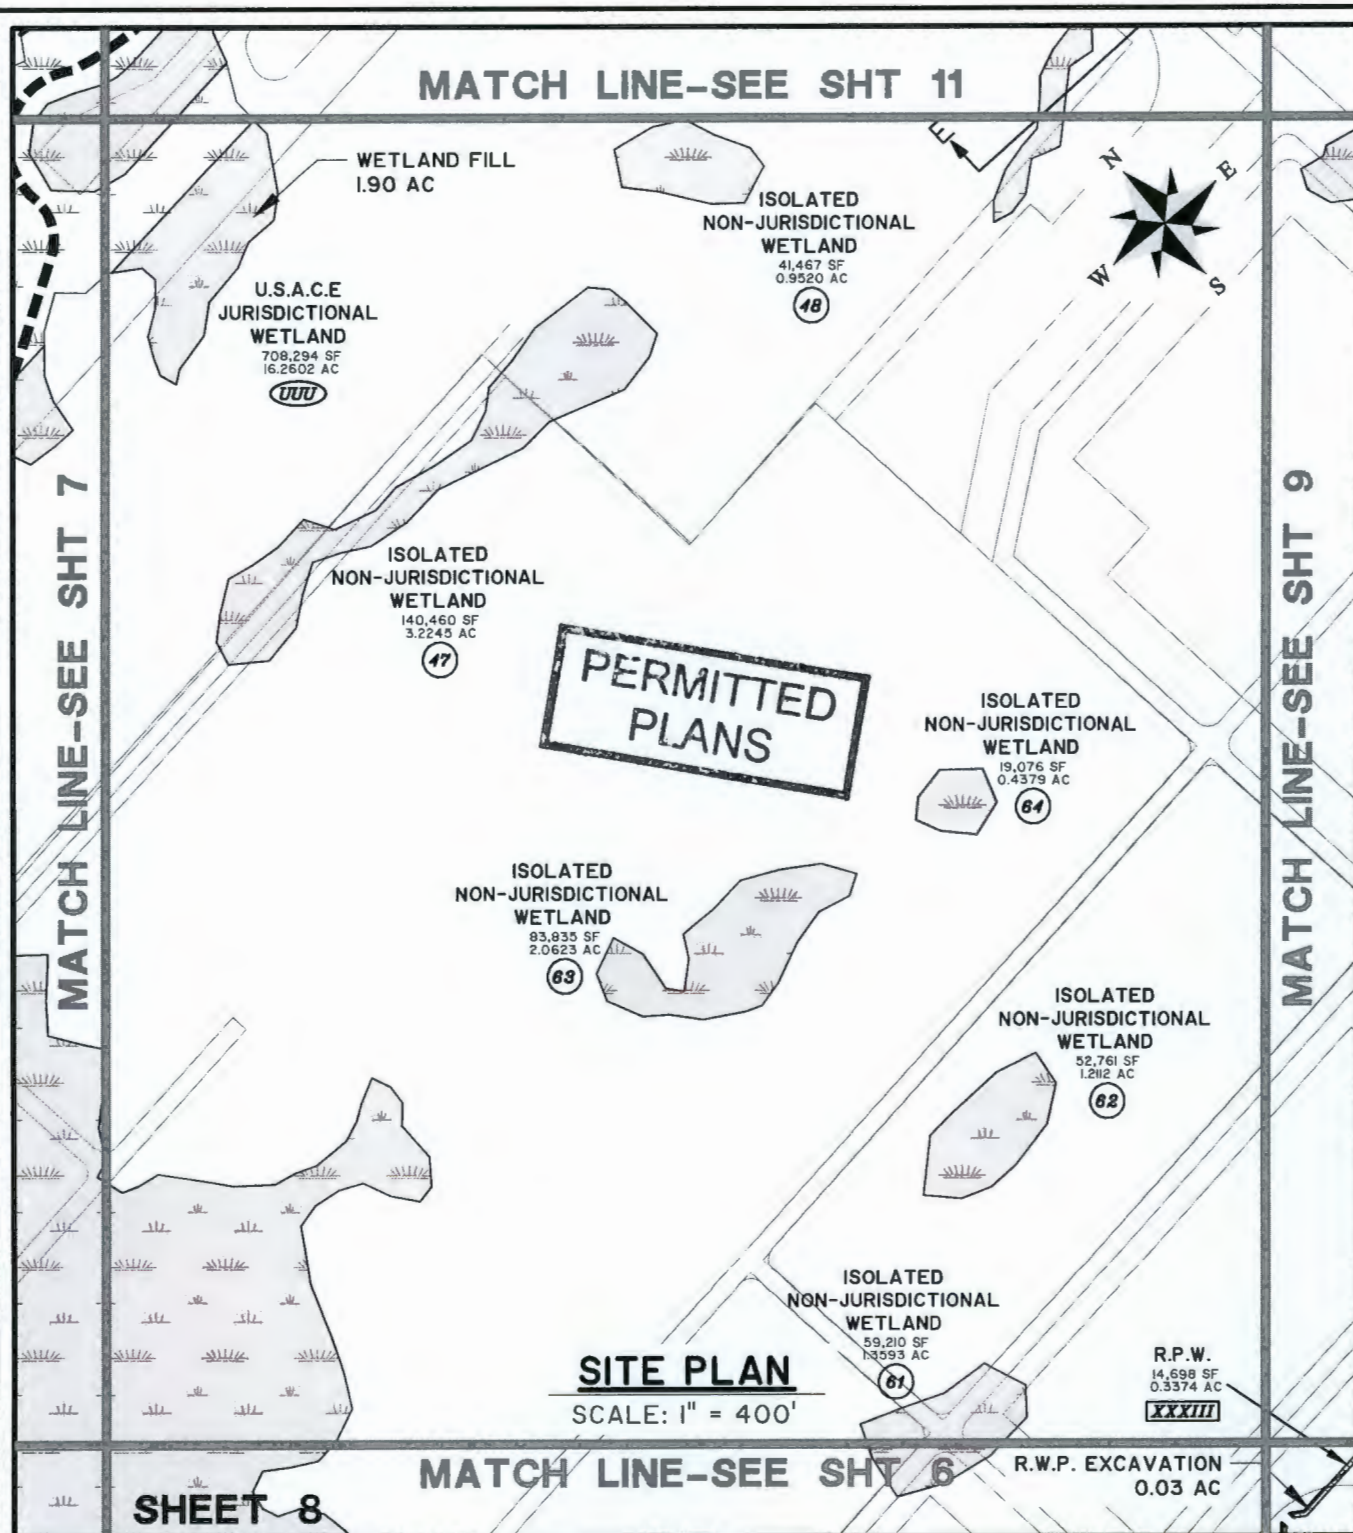 MATCH LINE-SEE SHT 11
WETLAND FILL
1.90 AC
ISOLATED
NON-JURISDICTIONAL
WETLAND
41,467 SF
0.9520 AC
48
E
N
E
W
S
U.S.A.C.E
JURISDICTIONAL
WETLAND
708,294 SF
16.2602 AC
UUU
MATCH LINE-SEE SHT 7
MATCH LINE-SEE SHT 9
ISOLATED
NON-JURISDICTIONAL
WETLAND
140,460 SF
3.2245 AC
47
PERMITTED
PLANS
ISOLATED
NON-JURISDICTIONAL
WETLAND
19,076 SF
0.4379 AC
64
ISOLATED
NON-JURISDICTIONAL
WETLAND
83,835 SF
2.0623 AC
63
ISOLATED
NON-JURISDICTIONAL
WETLAND
52,761 SF
1.2112 AC
62
ISOLATED
NON-JURISDICTIONAL
WETLAND
59,210 SF
1.3593 AC
61
SITE PLAN
SCALE: 1" = 400'
R.P.W.
14,698 SF
0.3374 AC
XXXIII
MATCH LINE-SEE SHT 6
R.W.P. EXCAVATION
0.03 AC
SHEET 8